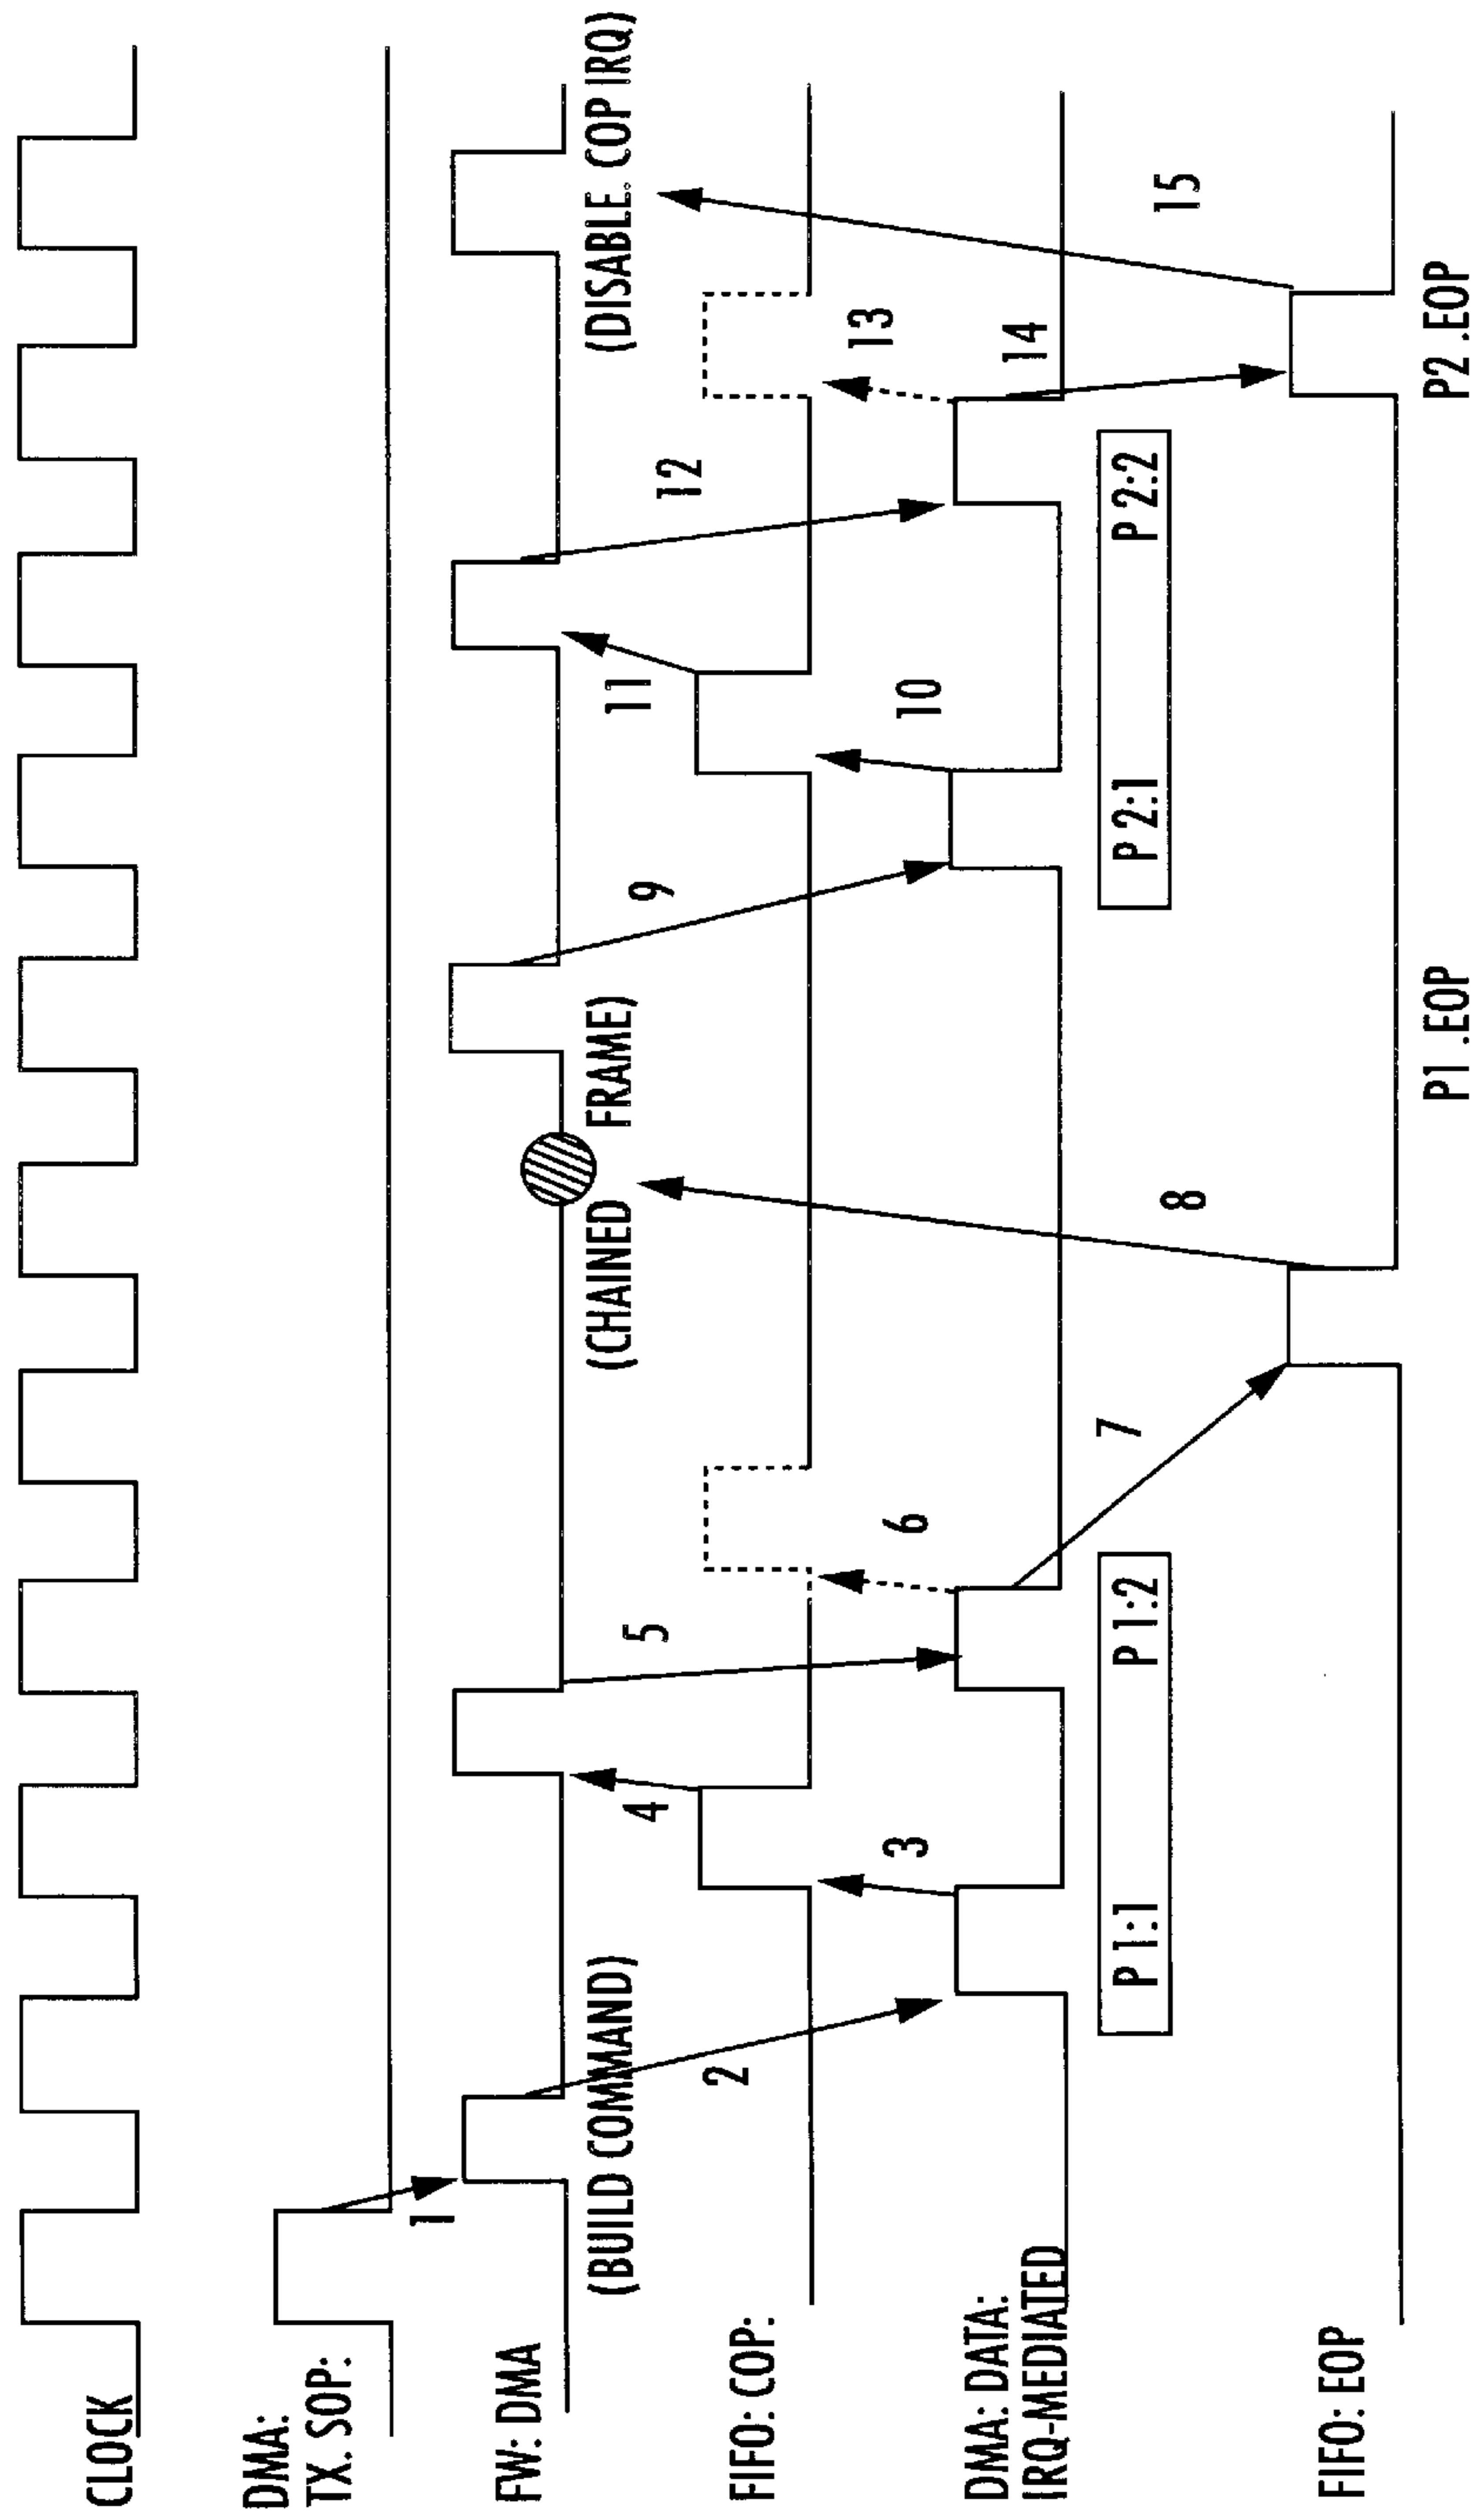 CLOCK
DMA:
TX. SOP:
1
FW: DMA
(BUILD COMMAND)
(CHAINED FRAME)
(DISABLE. COP IRQ)
2
4
5
9
11
12
FIFO: COP:
3
6
10
13
DMA: DATA:
IRQ-MEDIATED
14
P 1:1 P 1:2
P 2:1 P 2:2
7
8
15
FIFO: EOP
P1 .EOP
P2 .EOP